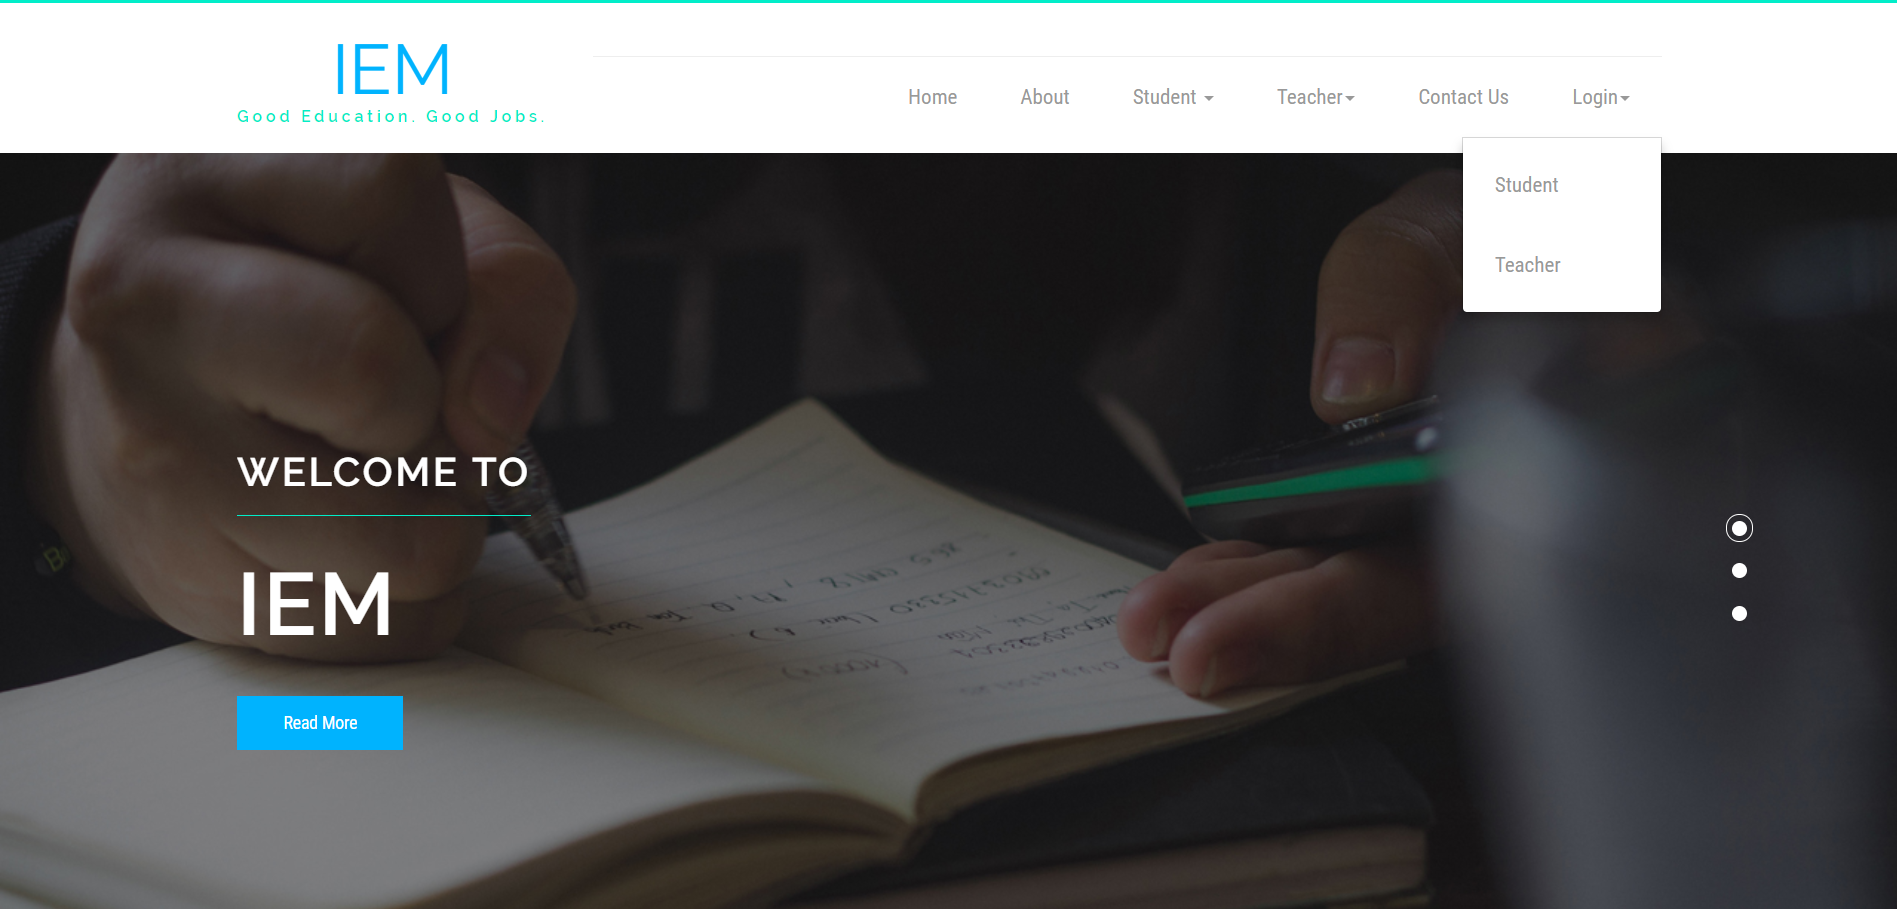 IEM
Good Education. Good Jobs.
Home About Student Teacher Contact Us Login
Student
Teacher
WELCOME TO
IEM
Read More